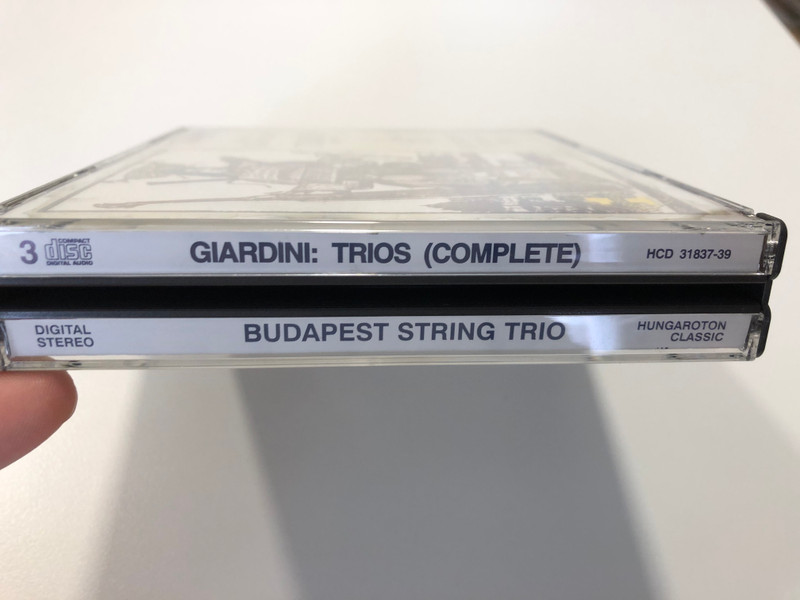 3 COMPACT disc DIGITAL AUDIO GIARDINI: TRIOS (COMPLETE) HCD 31837-39
DIGITAL STEREO BUDAPEST STRING TRIO HUNGAROTON CLASSIC